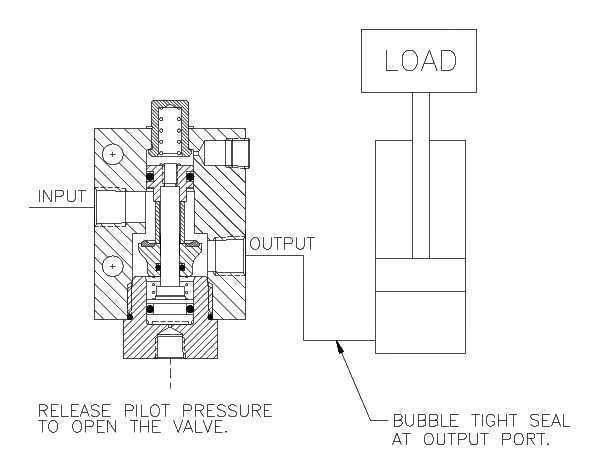 LOAD
INPUT
OUTPUT
RELEASE PILOT PRESSURE
TO OPEN THE VALVE.
BUBBLE TIGHT SEAL
AT OUTPUT PORT.